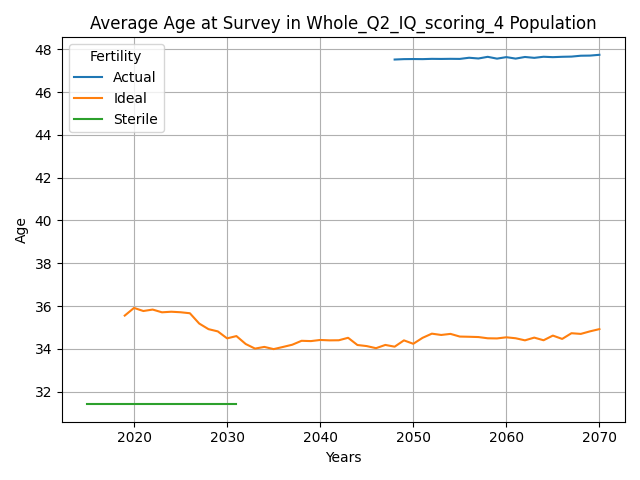 Average Age at Survey in Whole_Q2_IQ_scoring_4 Population
Fertility
Actual
Ideal
Sterile
48
46
44
42
40
38
36
34
32
Age
2020 2030 2040 2050 2060 2070
Years